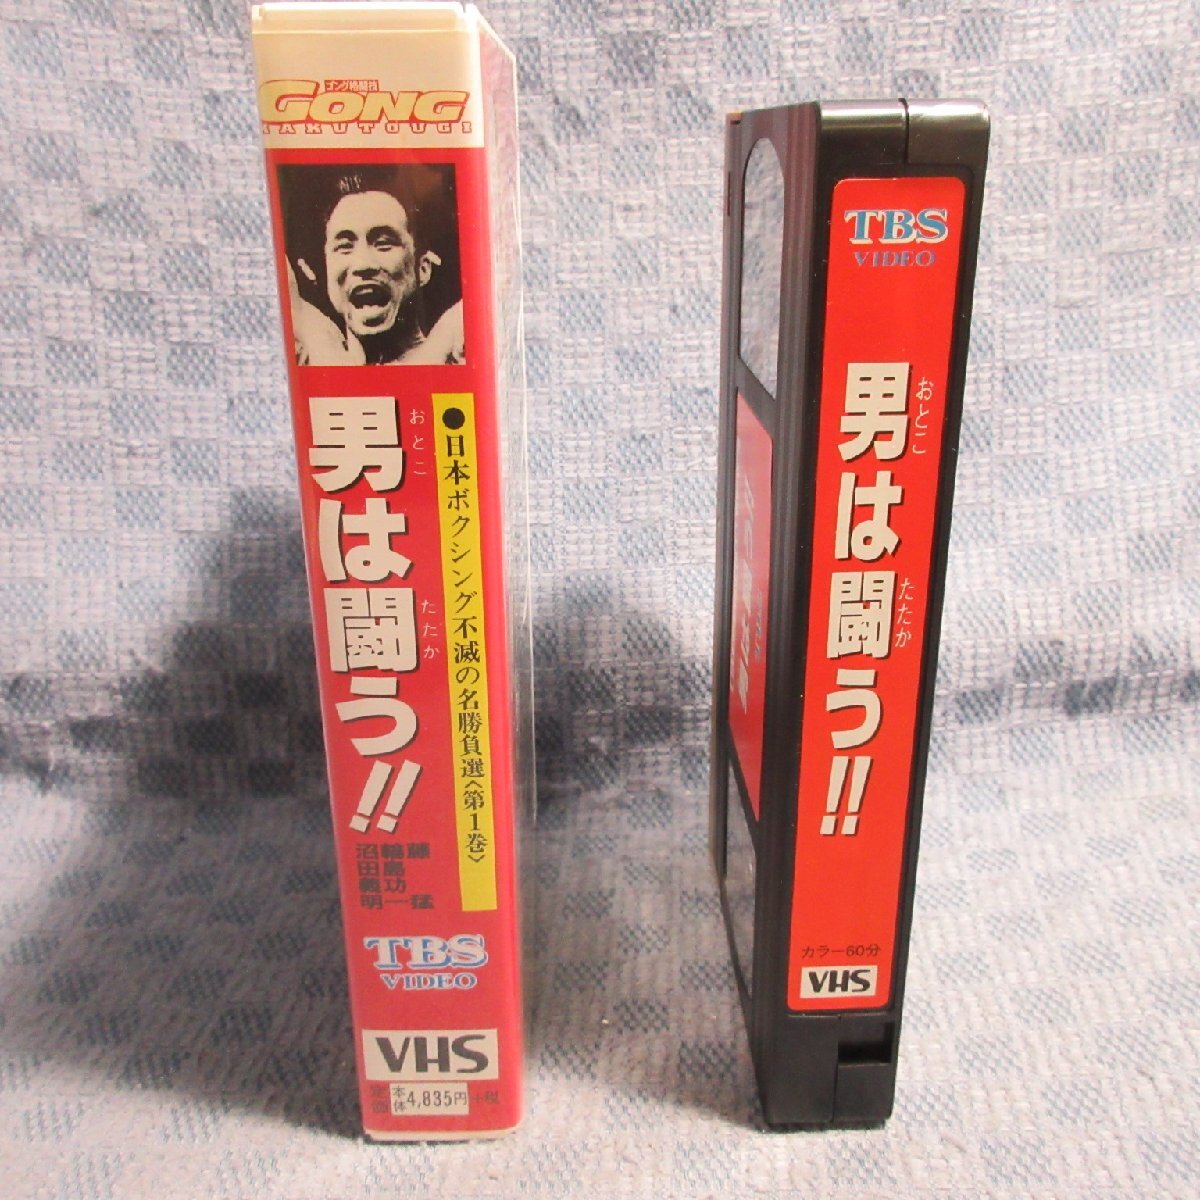 ゴング格闘技
GONG
KAKUTOUGI
男は闘う!!
おとこ
たたか
●日本ボクシング不滅の名勝負選〈第1巻〉
藤 猛
輪島功一
沼田義明
TBS
VIDEO
VHS
定価
本体
4,835円
+税
TBS
VIDEO
男は闘う!!
おとこ
たたか
カラー60分
VHS